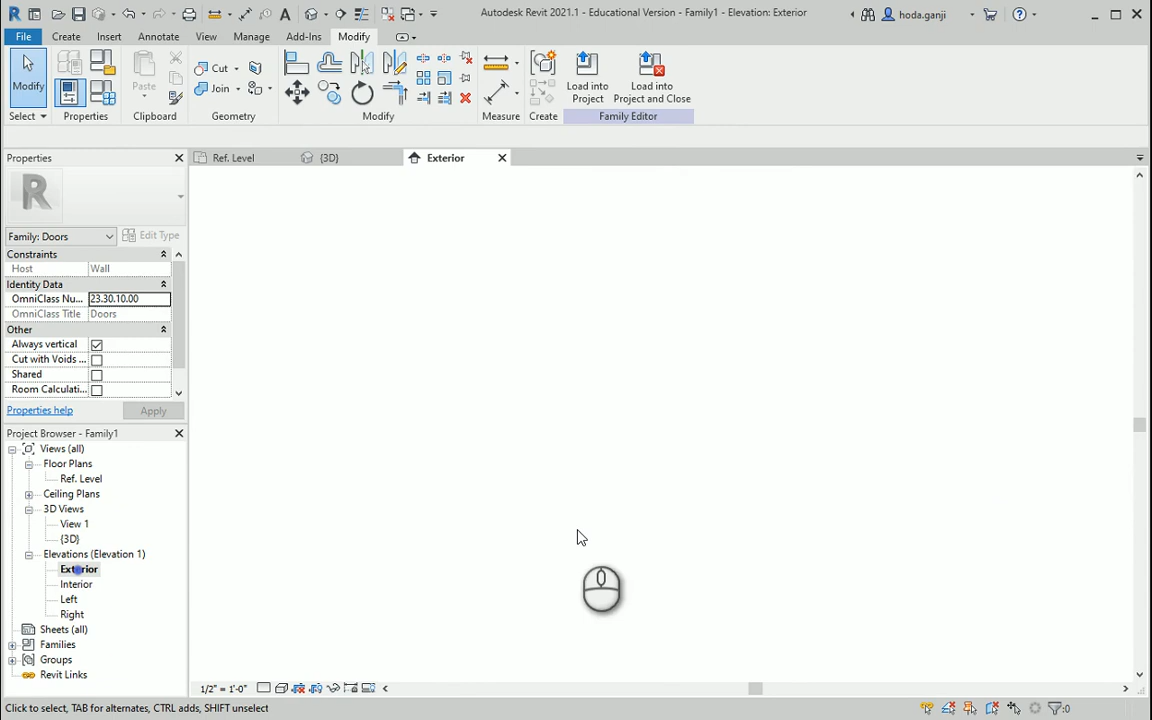 Autodesk Revit 2021.1 - Educational Version - Family1 - Elevation: Exterior
hoda.ganji
File Create Insert Annotate View Manage Add-Ins Modify
Modify
Select
Properties
Paste
Clipboard
Cut
Join
Geometry
Modify
Measure
Create
Load into
Project
Load into
Project and Close
Family Editor
Properties
Ref. Level {3D} Exterior
Family: Doors Edit Type
Constraints
Host Wall
Identity Data
OmniClass Nu... 23.30.10.00
OmniClass Title Doors
Other
Always vertical
Cut with Voids ...
Shared
Room Calculati...
Properties help Apply
Project Browser - Family1
Views (all)
Floor Plans
Ref. Level
Ceiling Plans
3D Views
View 1
{3D}
Elevations (Elevation 1)
Exterior
Interior
Left
Right
Sheets (all)
Families
Groups
Revit Links
1/2" = 1'-0"
Click to select, TAB for alternates, CTRL adds, SHIFT unselect
:0